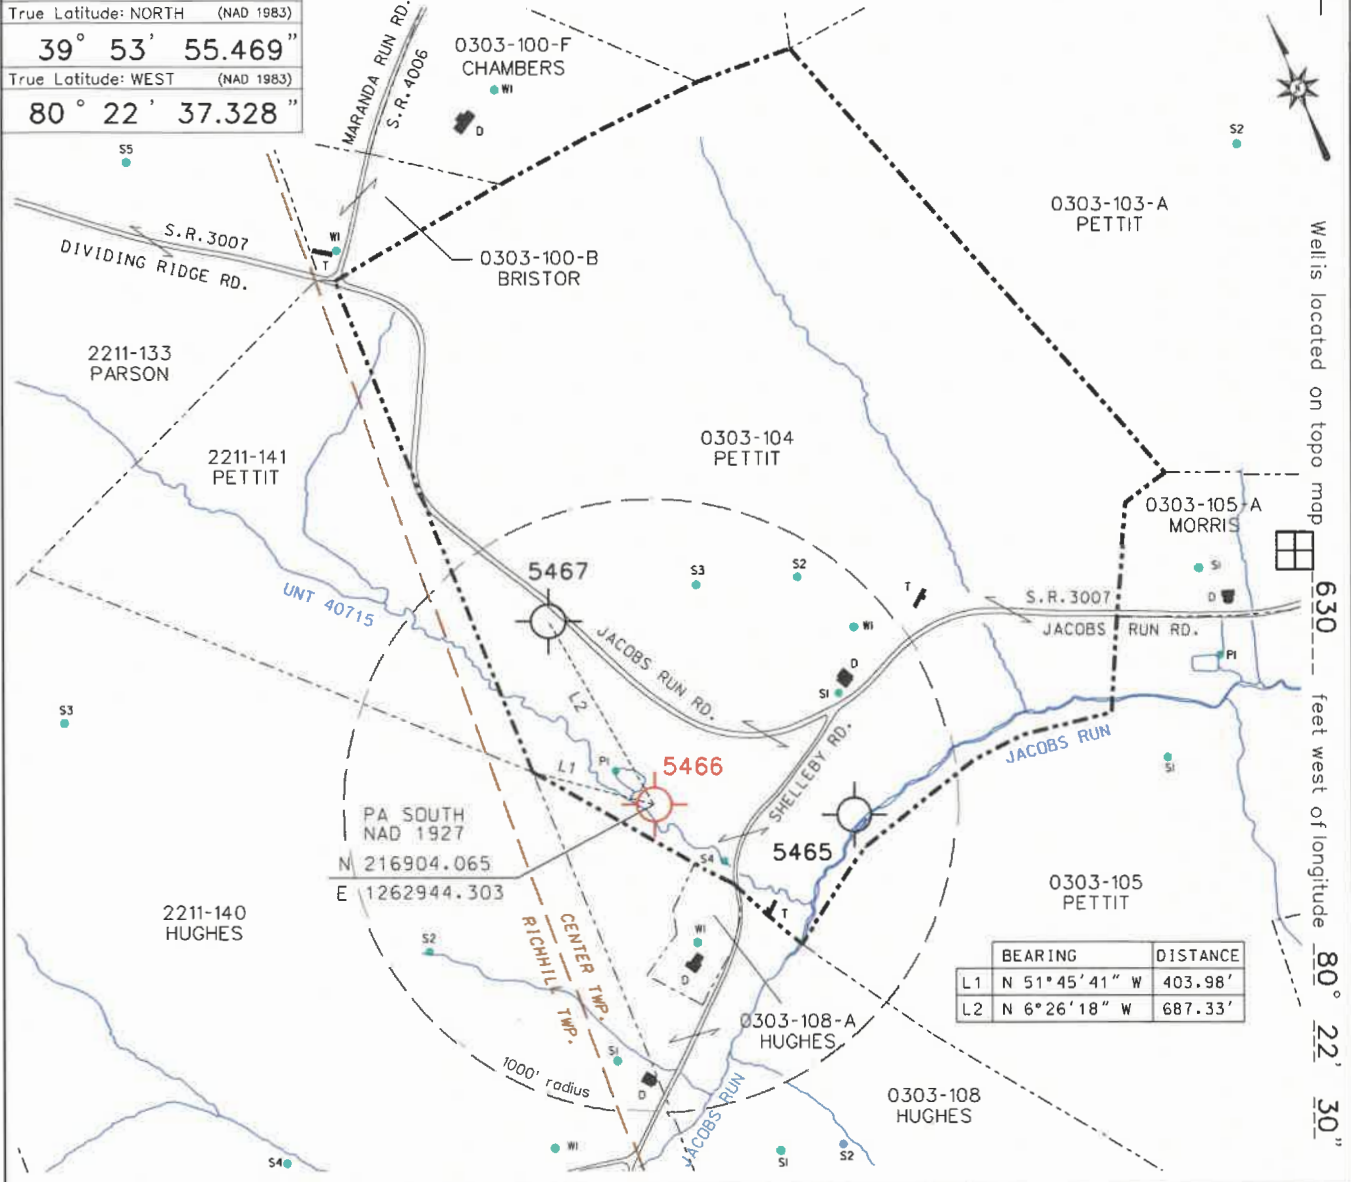 True Latitude: NORTH (NAD 1983)
39° 53' 55.469"
True Latitude: WEST (NAD 1983)
80° 22' 37.328"
MARANDA RUN RD.
S.R. 4006
0303-100-F
CHAMBERS
WI
D
S5
S2
0303-103-A
PETTIT
S.R.3007
DIVIDING RIDGE RD.
WI
T
0303-100-B
BRISTOR
2211-133
PARSON
2211-141
PETTIT
0303-104
PETTIT
0303-105-A
MORRIS
SI
D
UNT 40715
5467
S3
S2
WI
T
S.R.3007
JACOBS RUN RD.
PI
JACOBS RUN RD.
D
SI
S3
L2
L1
PI
5466
SHELLEBY RD.
JACOBS RUN
SI
PA SOUTH
NAD 1927
N 216904.065
E 1262944.303
5465
S4
T
0303-105
PETTIT
2211-140
HUGHES
S2
WI
D
CENTER TWP.
RICHHILL TWP.
BEARING DISTANCE
L1 N 51°45'41" W 403.98'
L2 N 6°26'18" W 687.33'
0303-108-A
HUGHES
SI
D
1000' radius
JACOBS RUN
0303-108
HUGHES
S4
WI
SI
S2
Well is located on topo map 630 feet west of longitude 80° 22' 30"